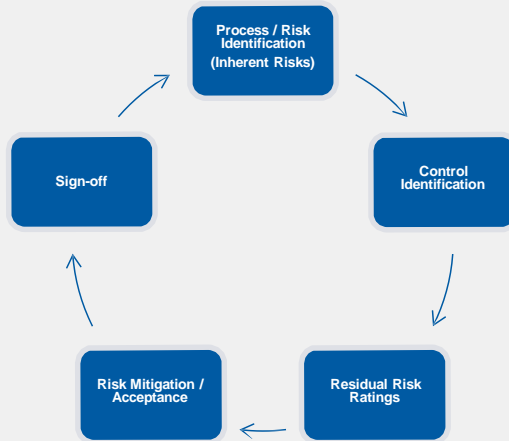 Process / Risk
Identification
(Inherent Risks)
Control
Identification
Residual Risk
Ratings
Risk Mitigation /
Acceptance
Sign-off